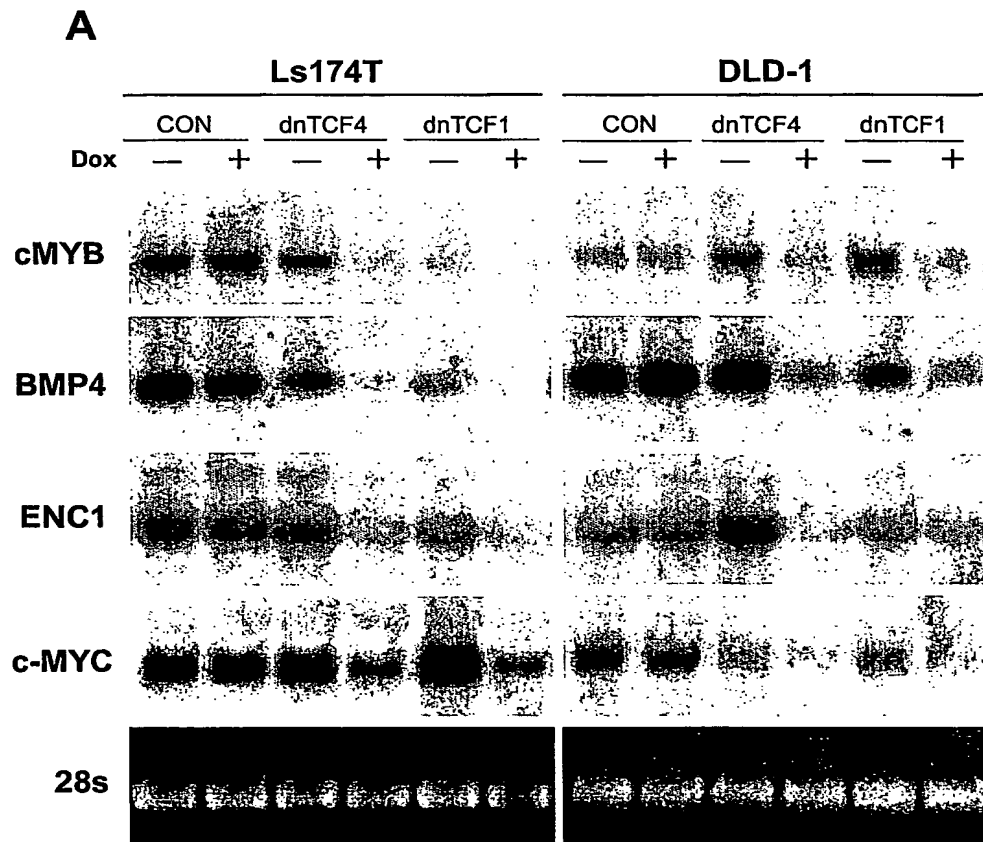 A
Ls174T DLD-1
CON dnTCF4 dnTCF1 CON dnTCF4 dnTCF1
Dox — + — + — + — + — + — +
cMYB
BMP4
ENC1
c-MYC
28s